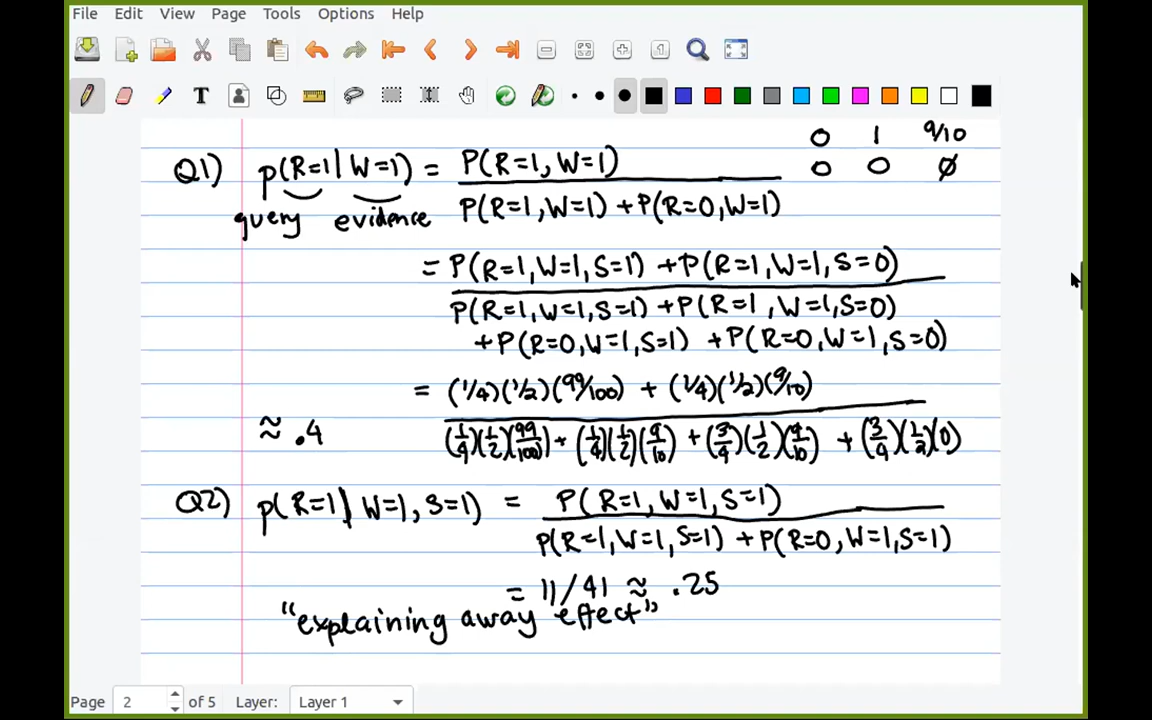 File Edit View Page Tools Options Help
0 1 9/10
0 0 Ø
Q1) p(R=1 | W=1) = P(R=1, W=1)
P(R=1, W=1) + P(R=0, W=1)
query evidence
= P(R=1, W=1, S=1) + P(R=1, W=1, S=0)
P(R=1, W=1, S=1) + P(R=1, W=1, S=0)
+ P(R=0, W=1, S=1) + P(R=0, W=1, S=0)
= (1/4)(1/2)(99/100) + (1/4)(1/2)(9/10)
≈ .4 (1/4)(1/2)(99/100) + (1/4)(1/2)(9/10) + (3/4)(1/2)(9/10) + (3/4)(1/2)(0)
Q2) p(R=1 | W=1, S=1) = P(R=1, W=1, S=1)
P(R=1, W=1, S=1) + P(R=0, W=1, S=1)
= 11/41 ≈ .25
"explaining away effect"
Page 2 of 5 Layer: Layer 1